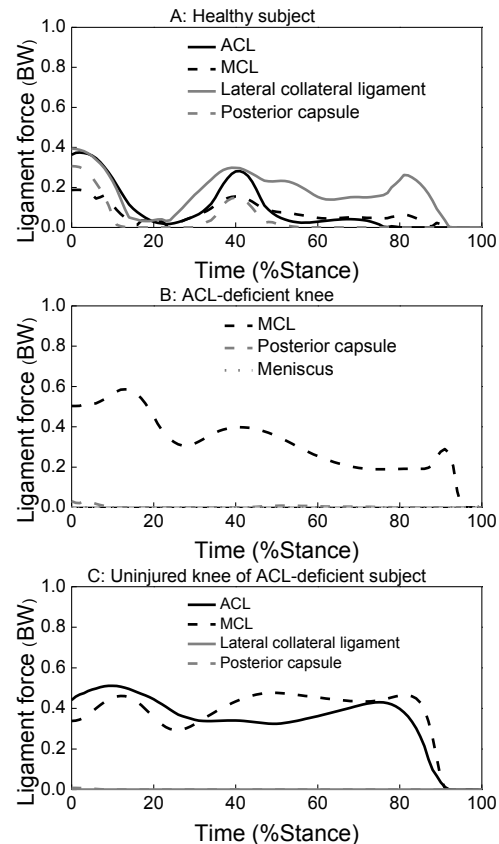 A: Healthy subject
1.0
0.8
0.6
0.4
0.2
0.0
Ligament force (BW)
ACL
MCL
Lateral collateral ligament
Posterior capsule
0 20 40 60 80 100
Time (%Stance)
B: ACL-deficient knee
1.0
0.8
0.6
0.4
0.2
0.0
Ligament force (BW)
MCL
Posterior capsule
Meniscus
0 20 40 60 80 100
Time (%Stance)
C: Uninjured knee of ACL-deficient subject
1.0
0.8
0.6
0.4
0.2
0.0
Ligament force (BW)
ACL
MCL
Lateral collateral ligament
Posterior capsule
0 20 40 60 80 100
Time (%Stance)